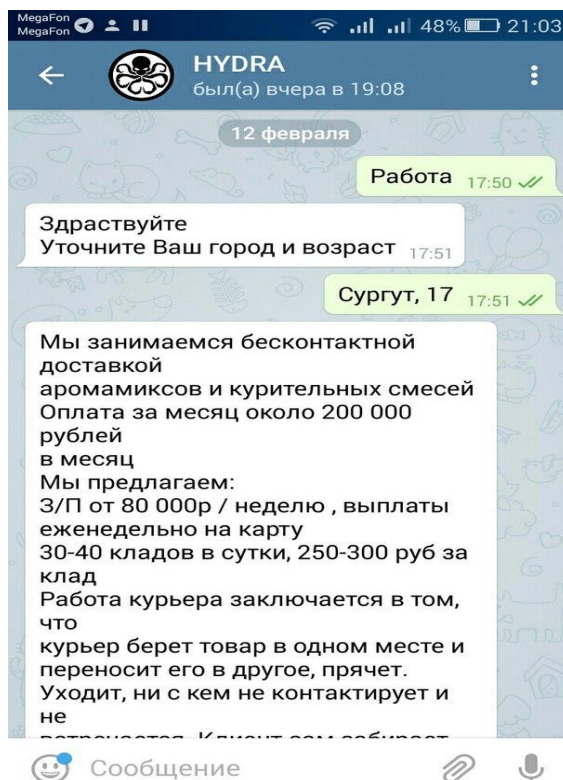 MegaFon
MegaFon
48% 21:03
HYDRA
был(а) вчера в 19:08
12 февраля
Работа 17:50
Здраствуйте
Уточните Ваш город и возраст 17:51
Сургут, 17 17:51
Мы занимаемся бесконтактной
доставкой
аромамиксов и курительных смесей
Оплата за месяц около 200 000
рублей
в месяц
Мы предлагаем:
З/П от 80 000р / неделю , выплаты
еженедельно на карту
30-40 кладов в сутки, 250-300 руб за
клад
Работа курьера заключается в том,
что
курьер берет товар в одном месте и
переносит его в другое, прячет.
Уходит, ни с кем не контактирует и
не
Сообщение